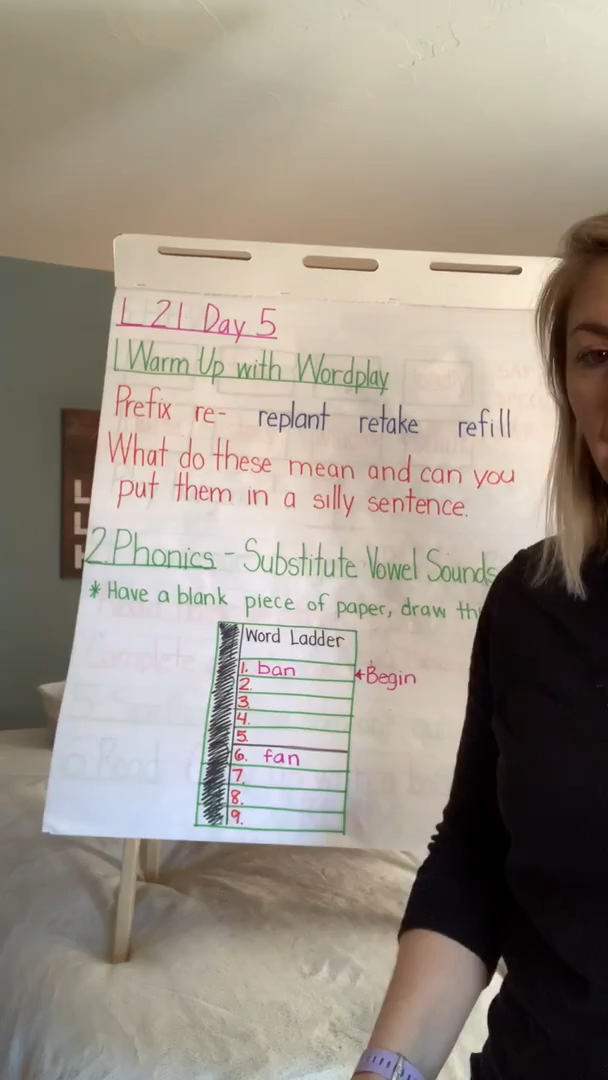 L 21 Day 5
1 Warm Up with Wordplay
Prefix re- replant retake refill
What do these mean and can you
put them in a silly sentence.
2. Phonics - Substitute Vowel Sounds
* Have a blank piece of paper, draw
Word Ladder
1. ban ←Begin
2.
3.
4.
5.
6. fan
7.
8.
9.